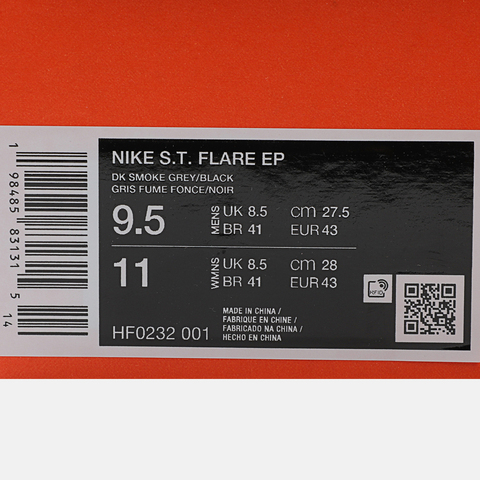 NIKE S.T. FLARE EP
DK SMOKE GREY/BLACK
GRIS FUME FONCE/NOIR
9.5 MENS UK 8.5 CM 27.5
BR 41 EUR 43
11 WMNS UK 8.5 CM 28
BR 41 EUR 43
HF0232 001
MADE IN CHINA /
FABRIQUE EN CHINE /
FABRICADO NA CHINA /
HECHO EN CHINA
RFID
1 98485 83131 5
14